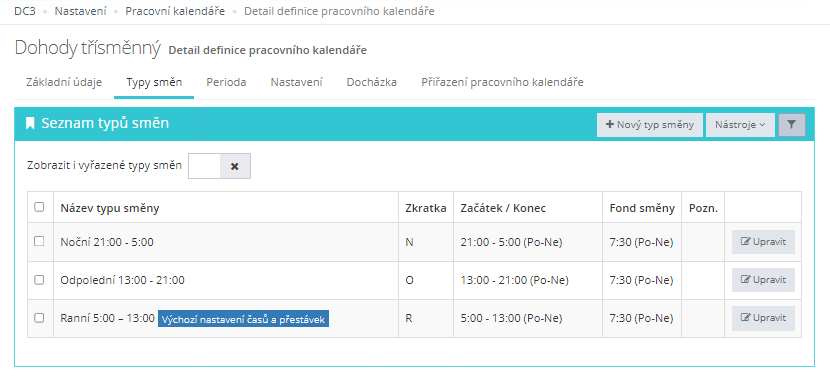 DC3 • Nastavení • Pracovní kalendáře • Detail definice pracovního kalendáře
Dohody třísměnný Detail definice pracovního kalendáře
Základní údaje Typy směn Perioda Nastavení Docházka Přiřazení pracovního kalendáře
Seznam typů směn + Nový typ směny Nástroje
Zobrazit i vyřazené typy směn
Název typu směny Zkratka Začátek / Konec Fond směny Pozn.
Noční 21:00 - 5:00 N 21:00 - 5:00 (Po-Ne) 7:30 (Po-Ne) Upravit
Odpolední 13:00 - 21:00 O 13:00 - 21:00 (Po-Ne) 7:30 (Po-Ne) Upravit
Ranní 5:00 – 13:00 Výchozí nastavení časů a přestávek R 5:00 - 13:00 (Po-Ne) 7:30 (Po-Ne) Upravit